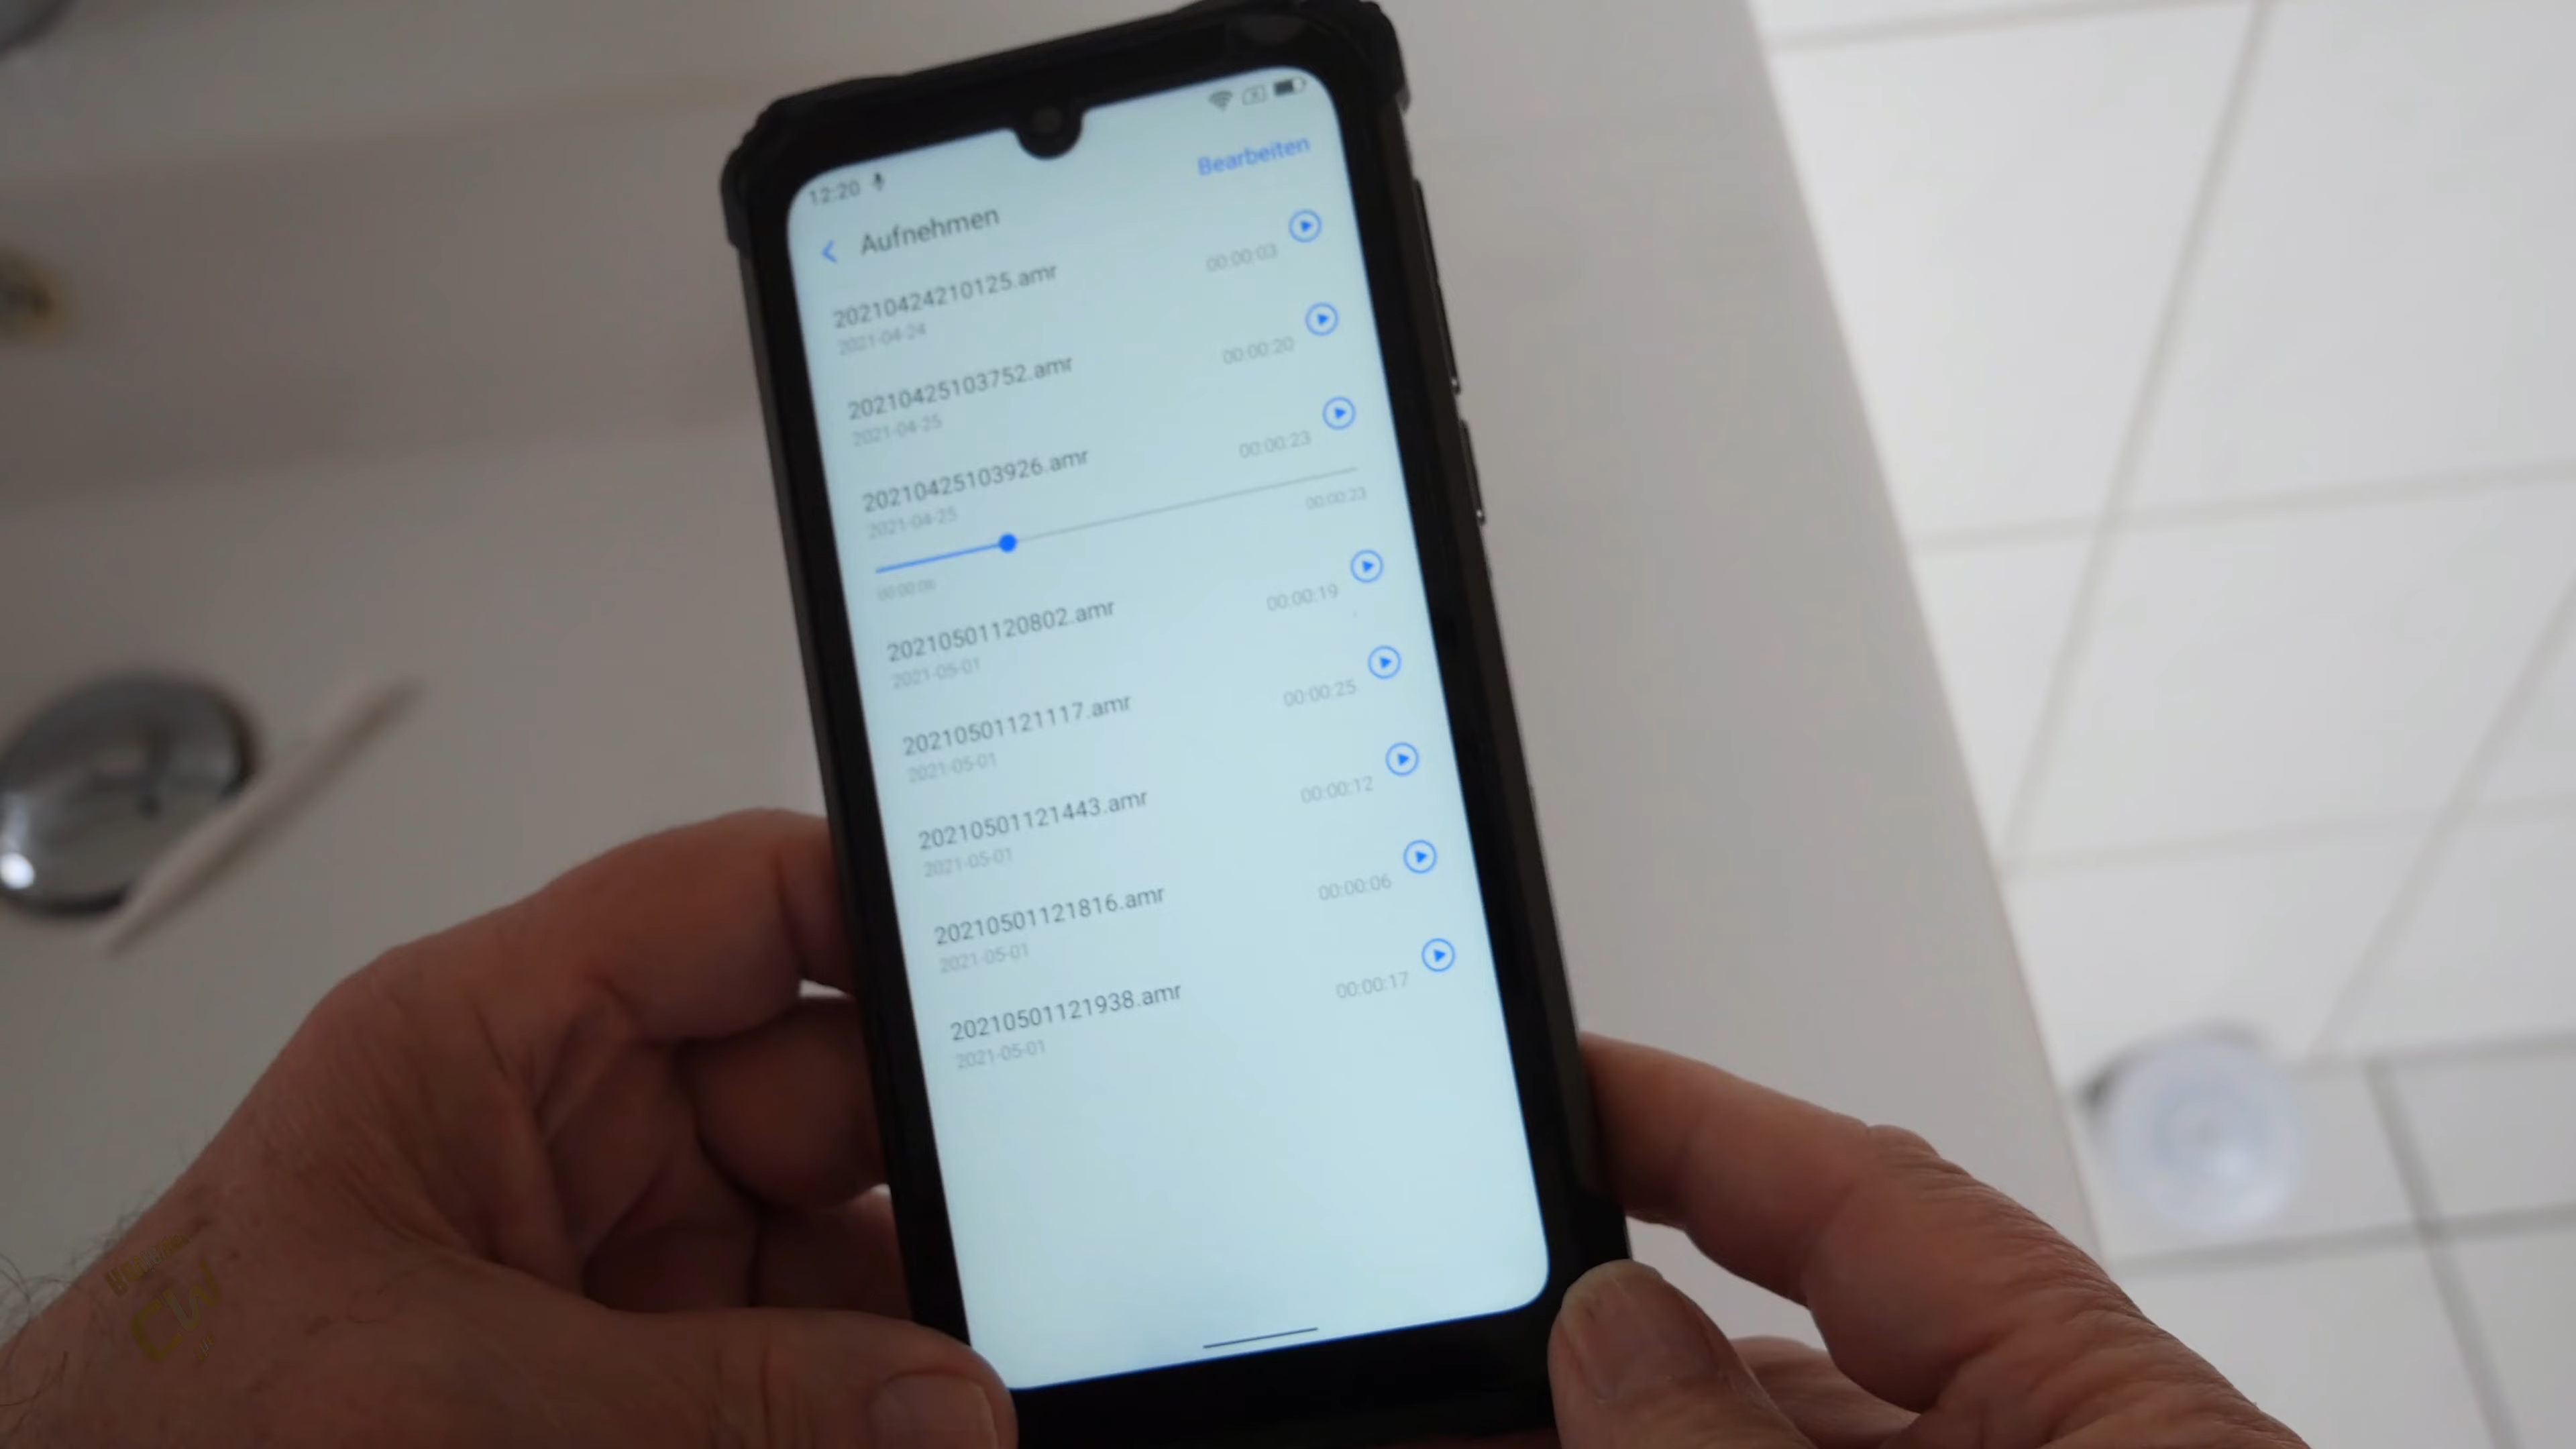 12:20
Bearbeiten
Aufnehmen
20210424210125.amr
2021-04-24
00:00:03
20210425103752.amr
2021-04-25
00:00:20
20210425103926.amr
2021-04-25
00:00:23
00:00:23
20210501120802.amr
2021-05-01
00:00:19
20210501121117.amr
2021-05-01
00:00:25
20210501121443.amr
2021-05-01
00:00:12
20210501121816.amr
2021-05-01
00:00:06
20210501121938.amr
2021-05-01
00:00:17
CW